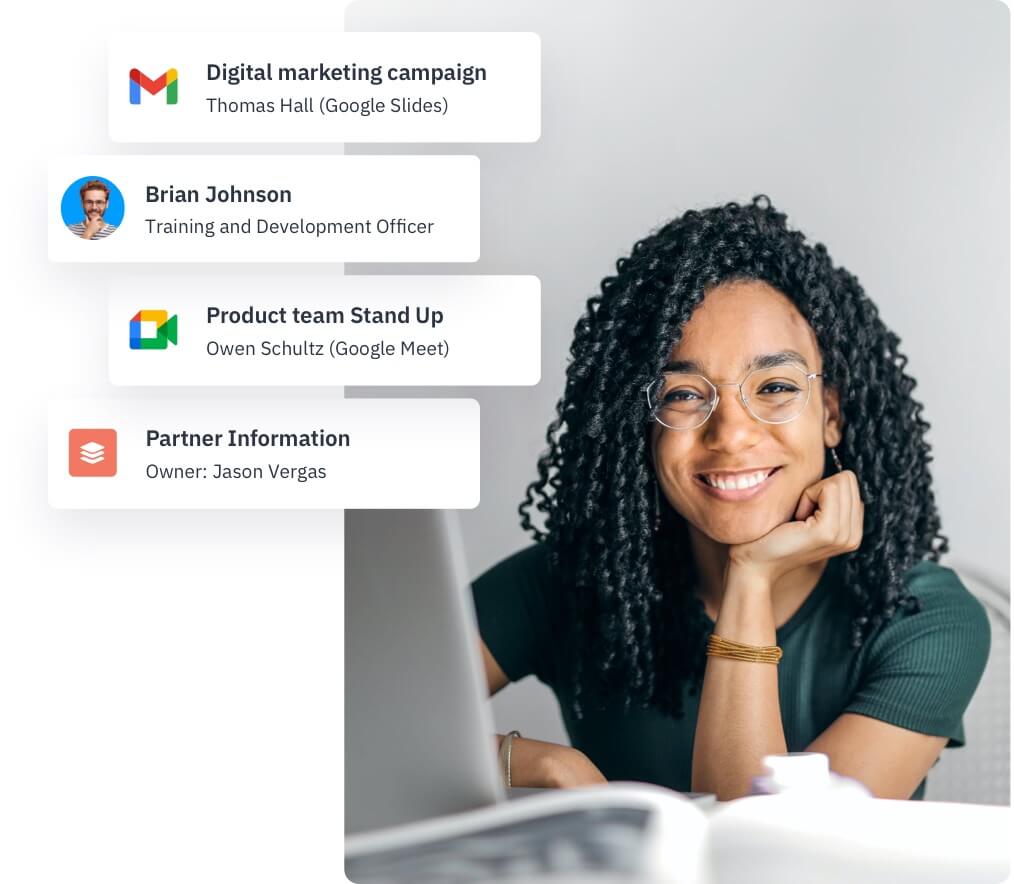 Digital marketing campaign
Thomas Hall (Google Slides)
Brian Johnson
Training and Development Officer
Product team Stand Up
Owen Schultz (Google Meet)
Partner Information
Owner: Jason Vergas